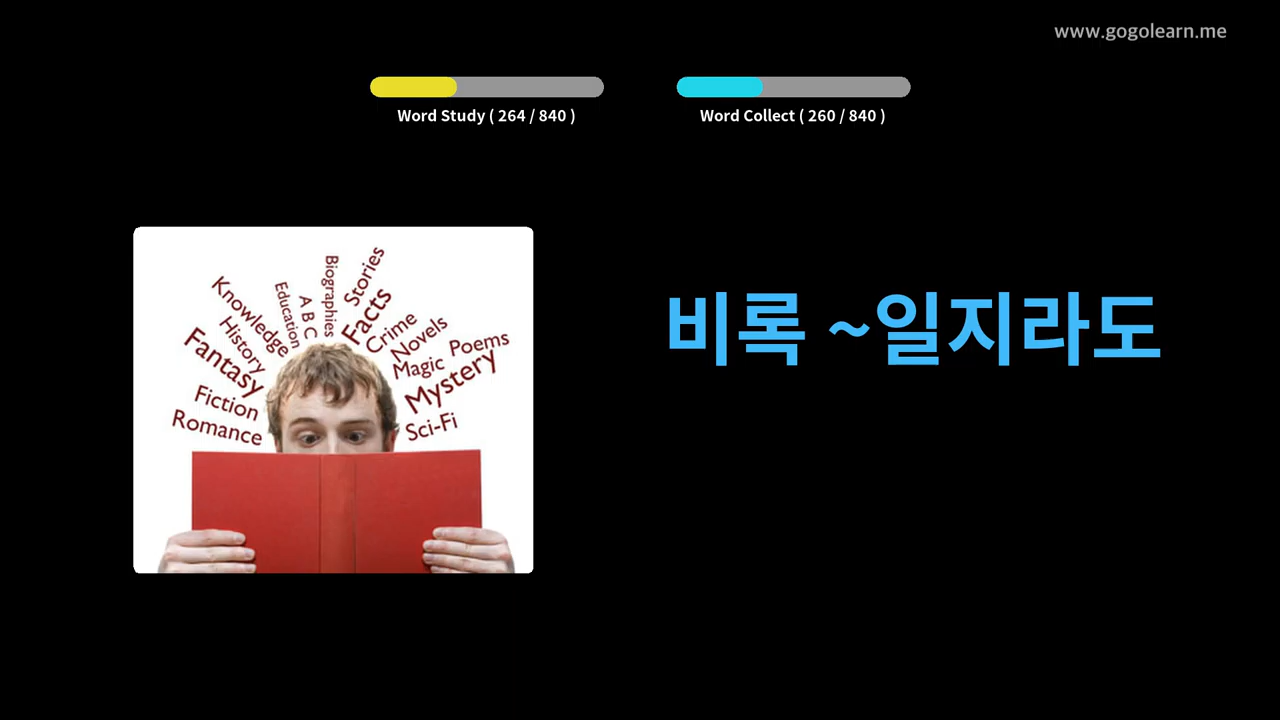 www.gogolearn.me
Word Study ( 264 / 840 )
Word Collect ( 260 / 840 )
Knowledge
History
Fantasy
Fiction
Romance
Education
A B C
Biographies
Stories
Facts
Crime
Novels
Magic
Poems
Mystery
Sci-Fi
비록 ~일지라도